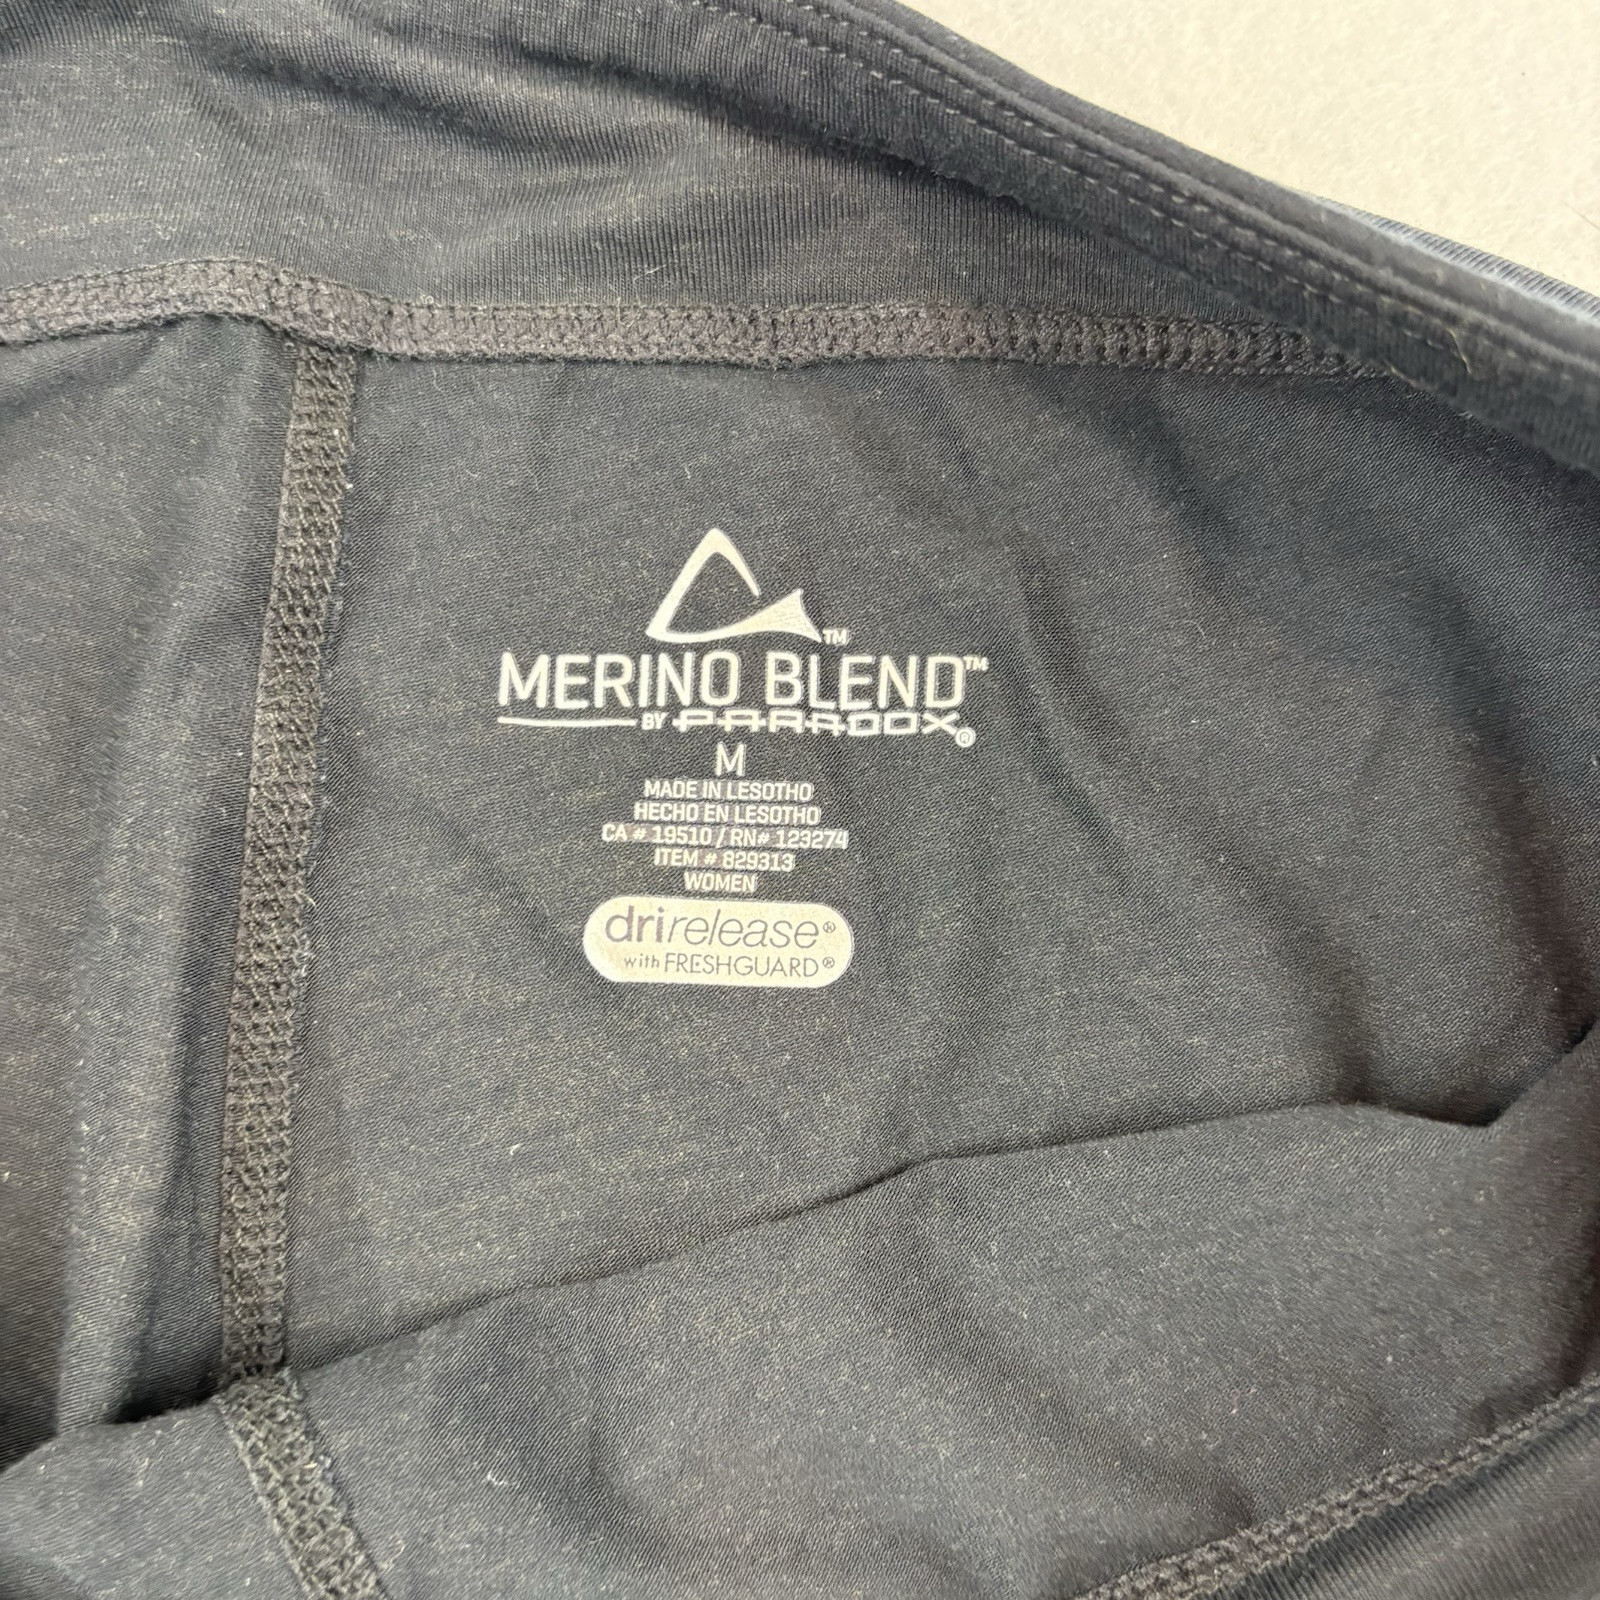 ™
MERINO BLEND™
BY PARADOX®
M
MADE IN LESOTHO
HECHO EN LESOTHO
CA # 19510 / RN# 123274
ITEM # 829313
WOMEN
drirelease®
with FRESHGUARD®